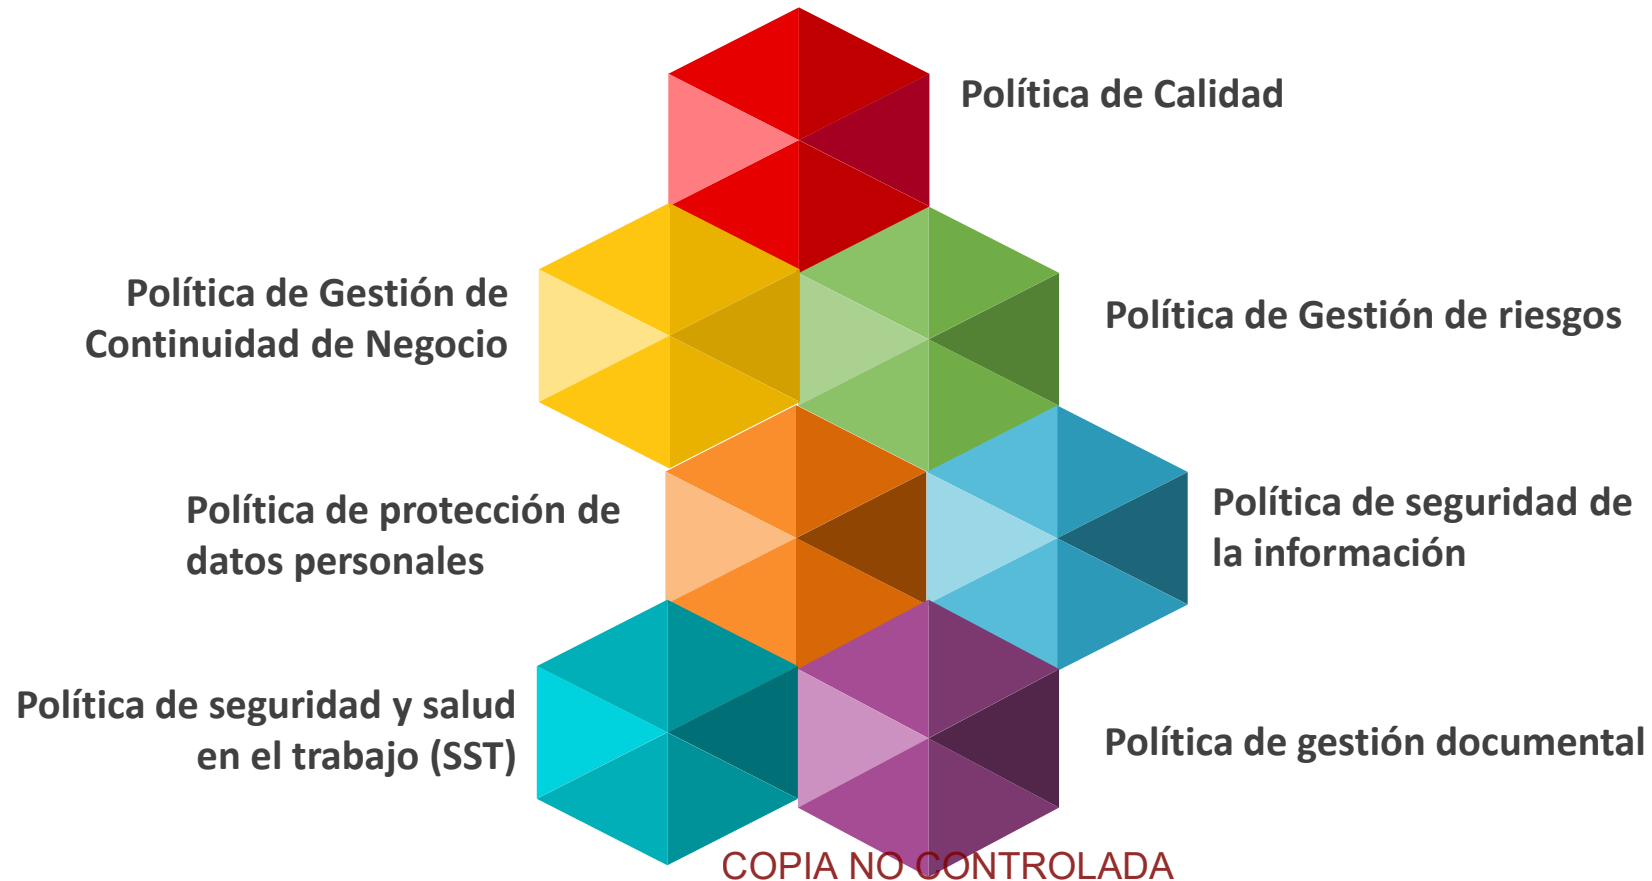 Política de Calidad
Política de Gestión de
Continuidad de Negocio
Política de Gestión de riesgos
Política de protección de
datos personales
Política de seguridad de
la información
Política de seguridad y salud
en el trabajo (SST)
Política de gestión documental
COPIA NO CONTROLADA